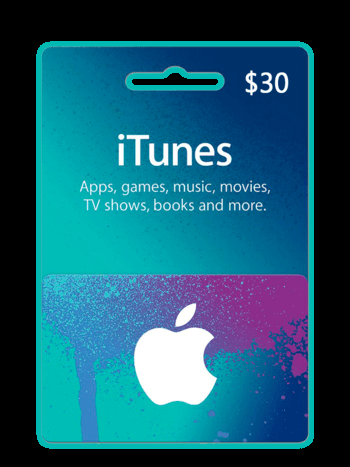 $30
iTunes
Apps, games, music, movies,
TV shows, books and more.